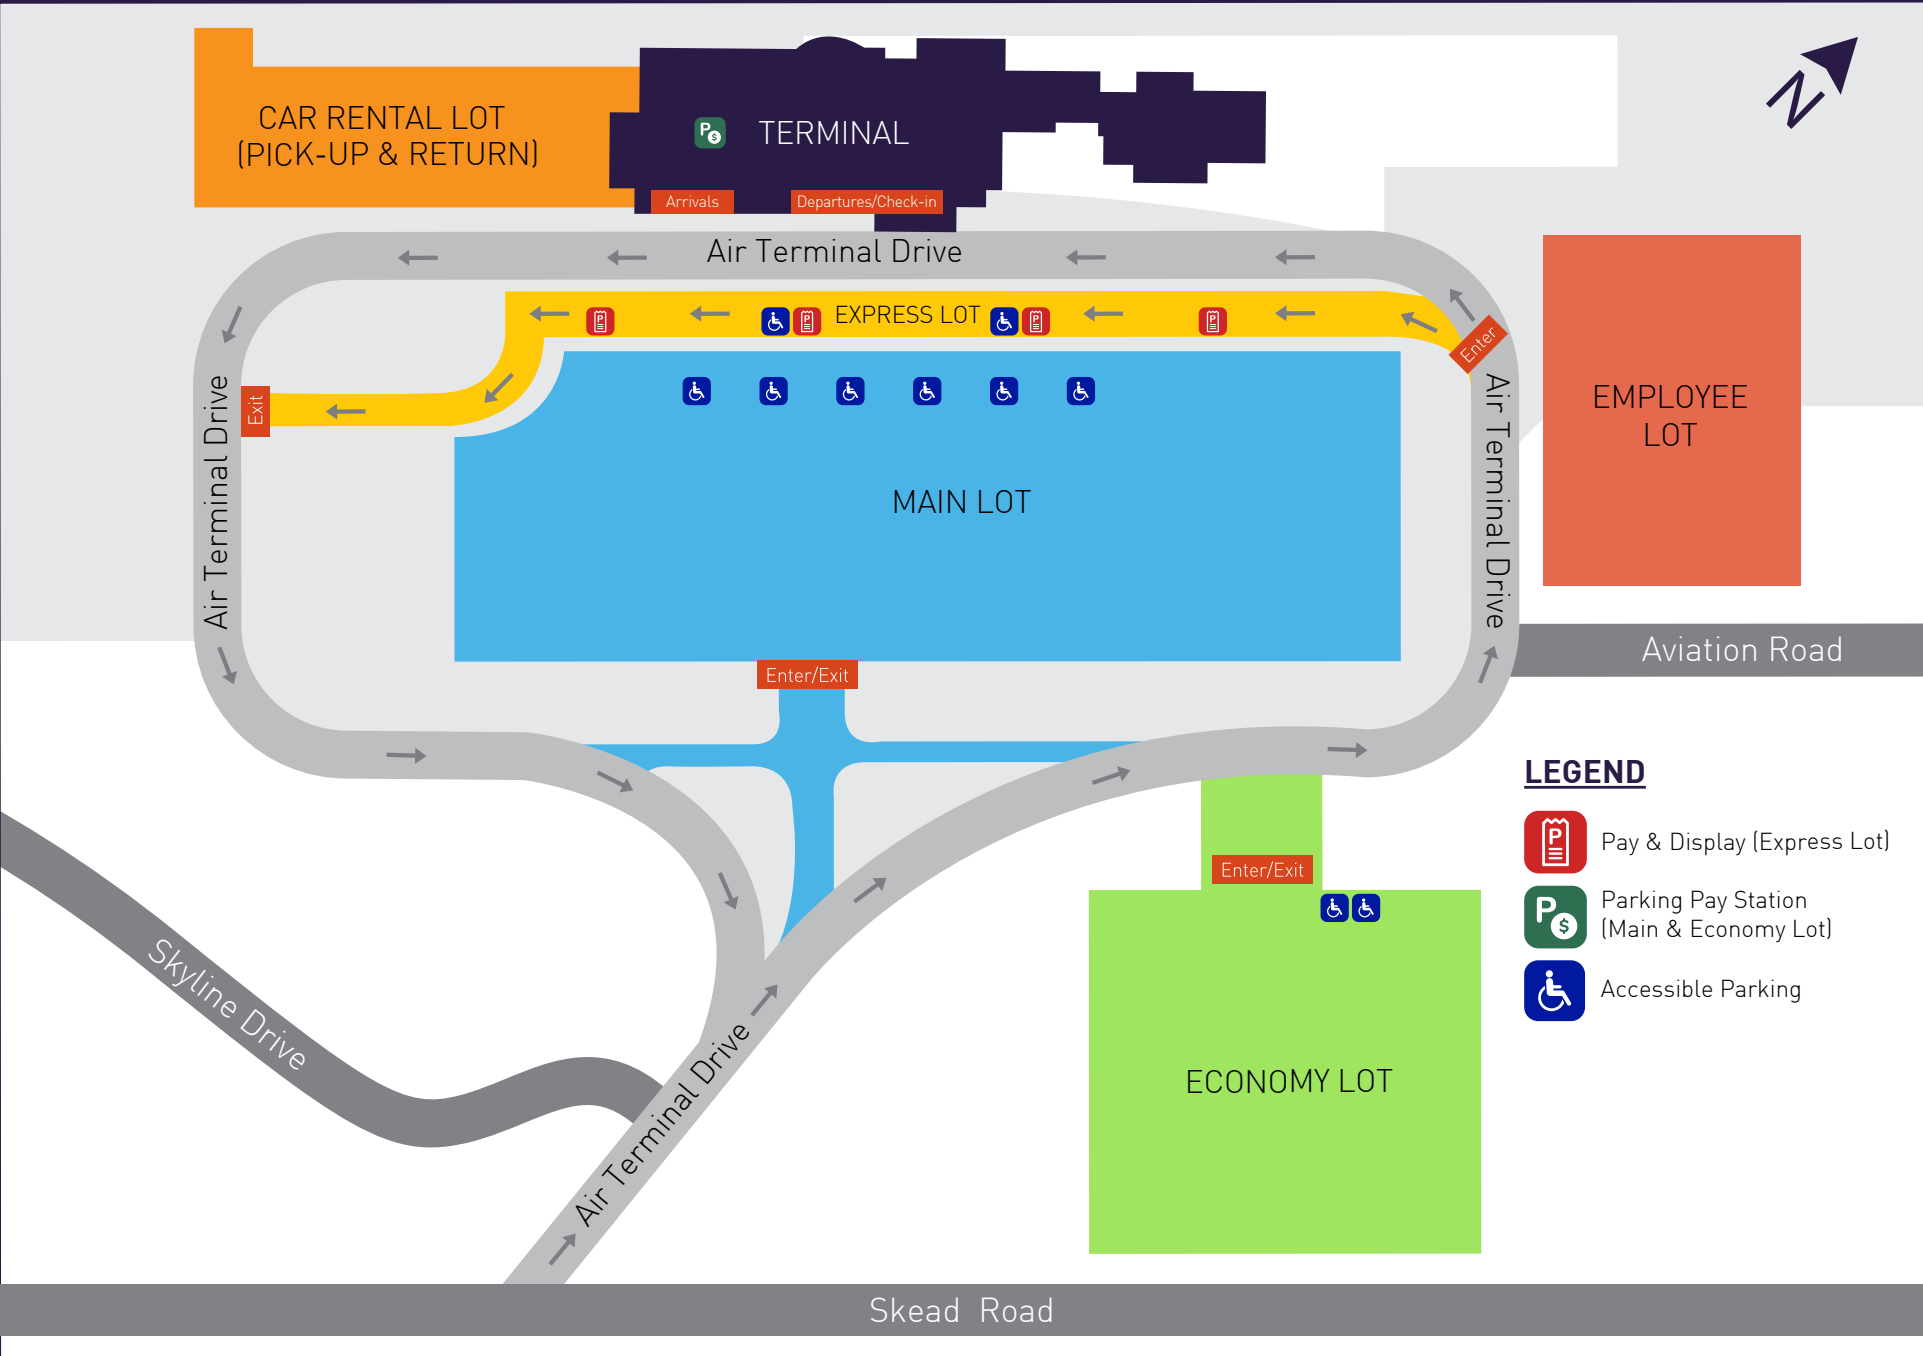 CAR RENTAL LOT
(PICK-UP & RETURN)
P
$
TERMINAL
N
Arrivals
Departures/Check-in
Air Terminal Drive
EXPRESS LOT
P
P
P
P
Enter
Exit
Air Terminal Drive
Air Terminal Drive
EMPLOYEE
LOT
MAIN LOT
Aviation Road
Enter/Exit
LEGEND
P
Pay & Display (Express Lot)
P
$
Parking Pay Station
(Main & Economy Lot)
Accessible Parking
Enter/Exit
Skyline Drive
Air Terminal Drive
ECONOMY LOT
Skead Road